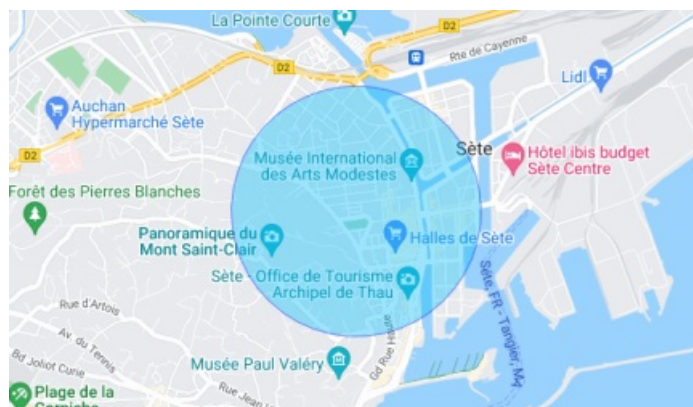 La Pointe Courte
Rte de Cayenne
D2
D2
Lidl
Auchan
Hypermarché Sète
D2
Musée International
des Arts Modestes
Sète
Hôtel ibis budget
Sète Centre
Forêt des Pierres Blanches
Panoramique du
Mont Saint-Clair
Halles de Sète
Sète - Office de Tourisme
Archipel de Thau
Sète, FR - Tangier, M
Rue d'Artois
Av. du Tennis
Bd Joliot Curie
Musée Paul Valéry
Gd Rue Haute
Rue Jean
Plage de la
Corniche